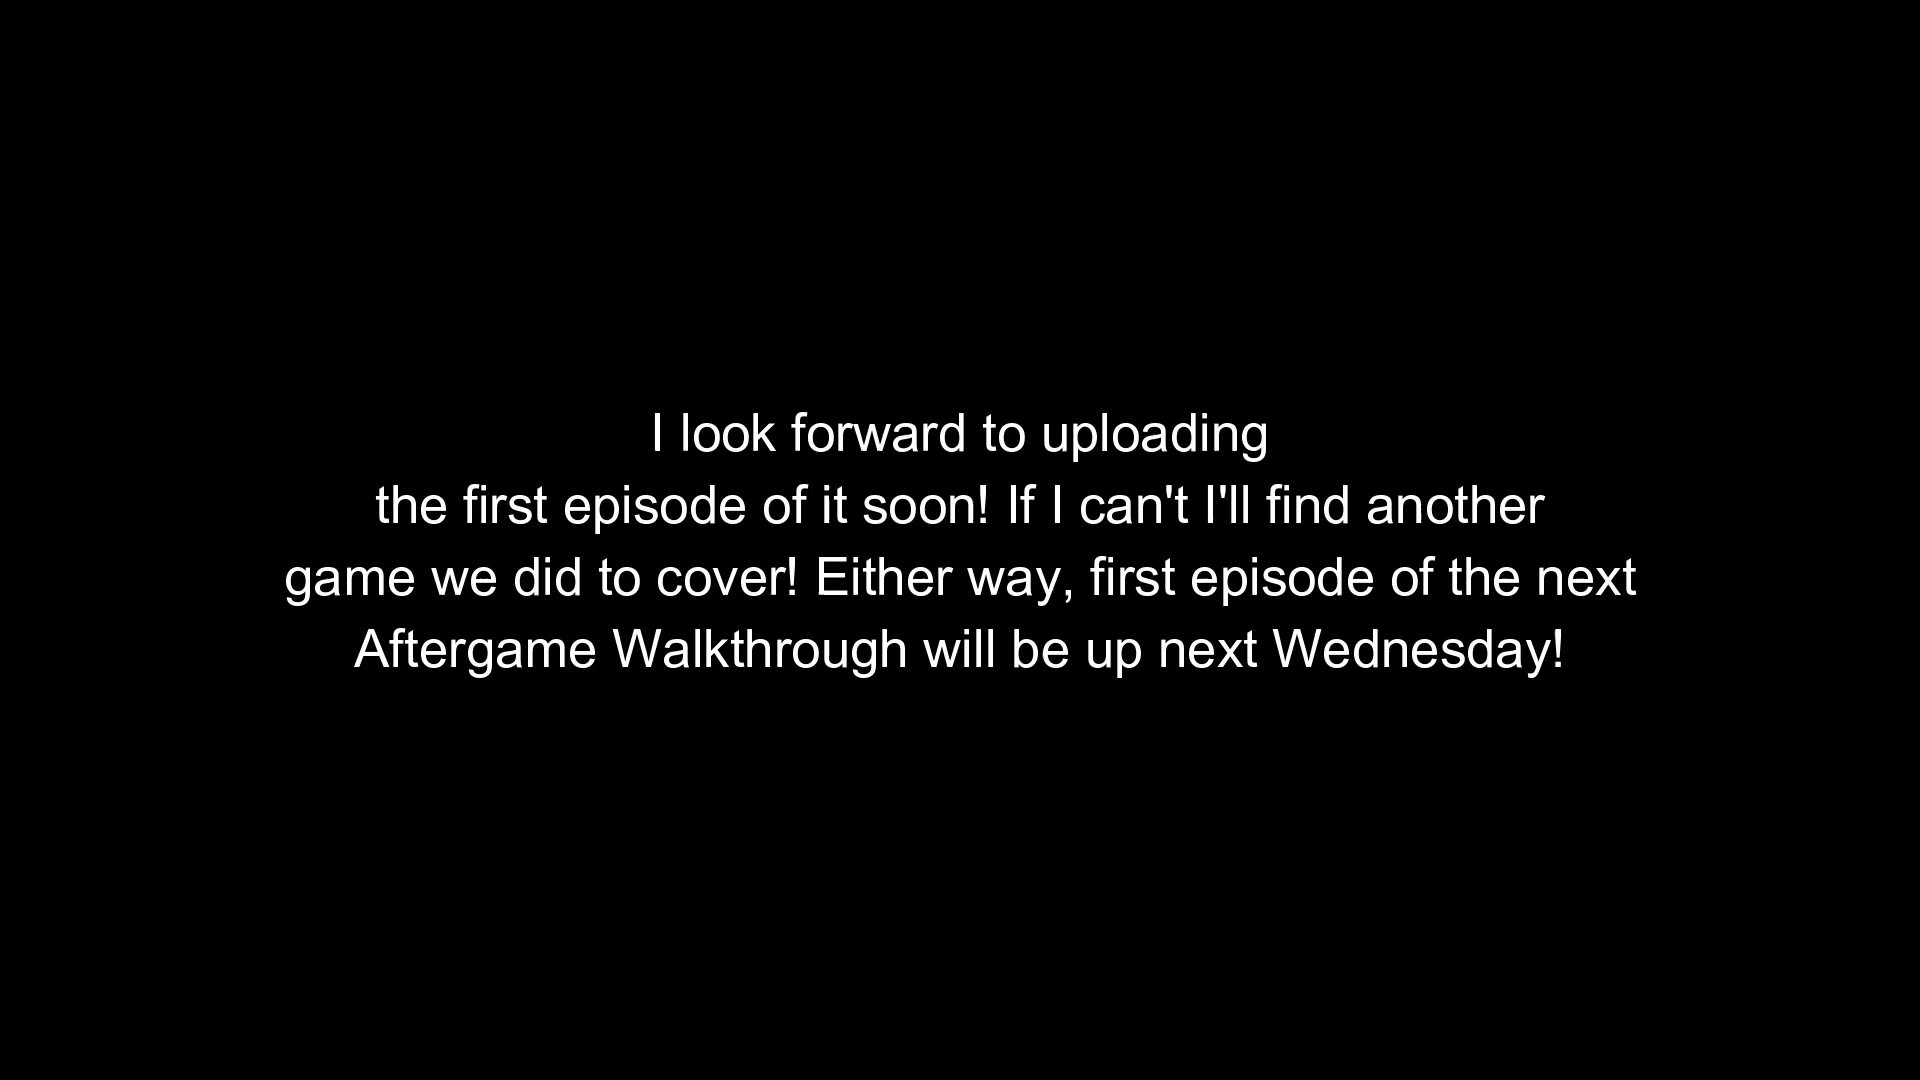 I look forward to uploading
the first episode of it soon! If I can't I'll find another
game we did to cover! Either way, first episode of the next
Aftergame Walkthrough will be up next Wednesday!